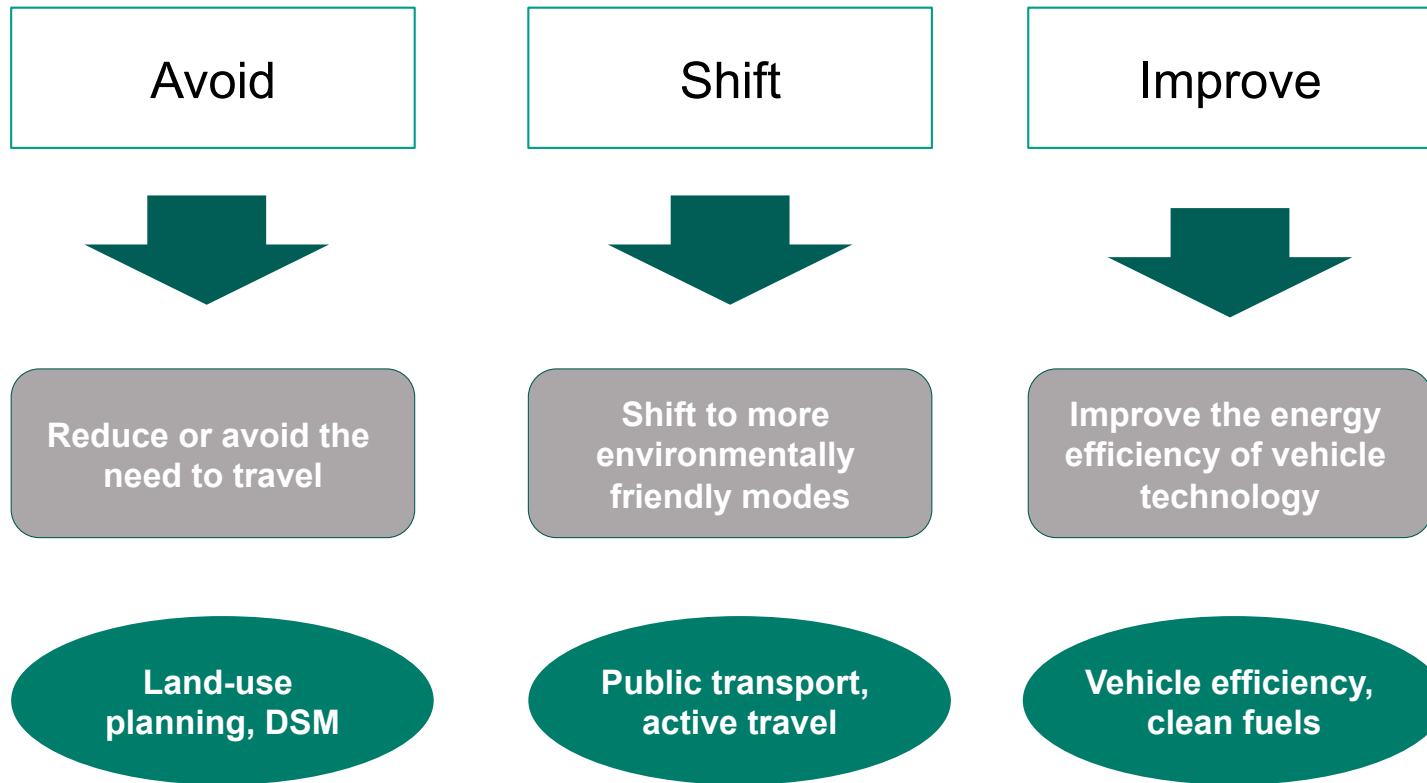 Avoid
Shift
Improve
Reduce or avoid the
need to travel
Shift to more
environmentally
friendly modes
Improve the energy
efficiency of vehicle
technology
Land-use
planning, DSM
Public transport,
active travel
Vehicle efficiency,
clean fuels